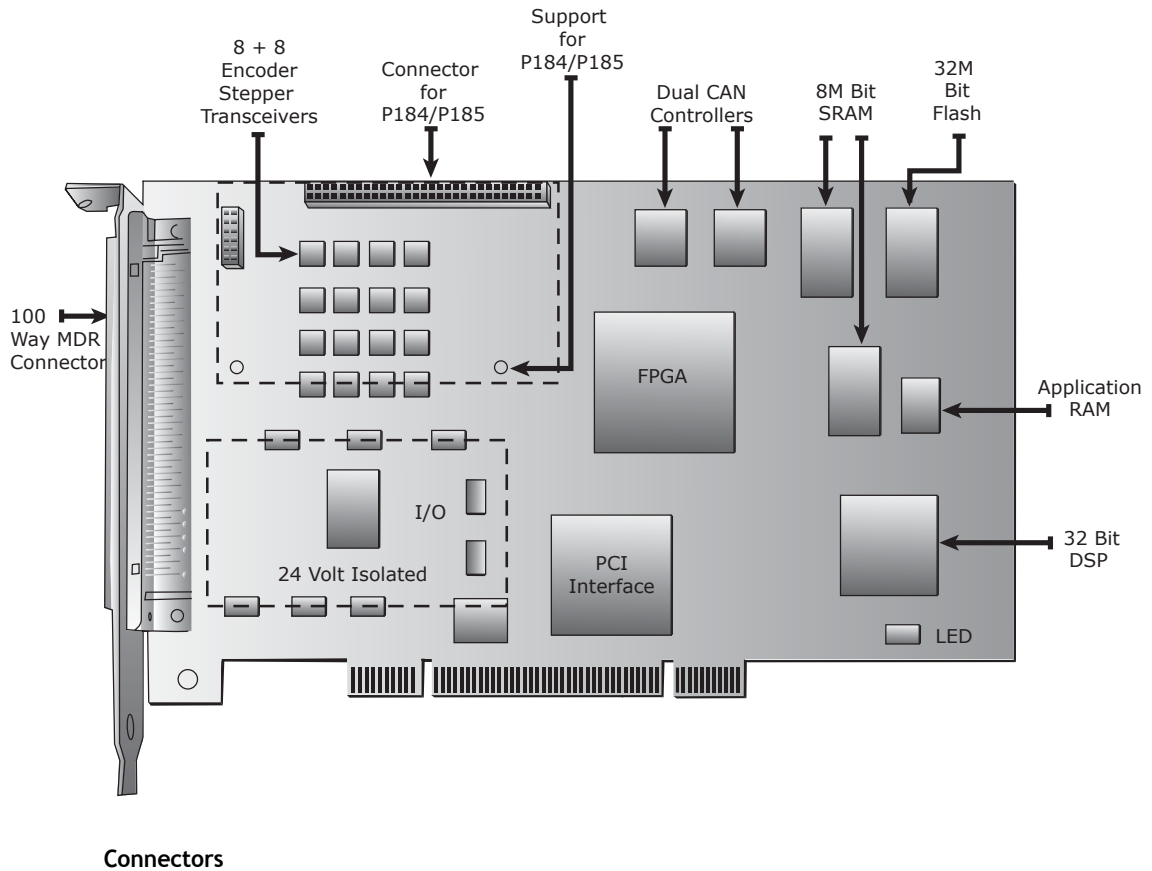 Support
for
P184/P185
8 + 8
Encoder
Stepper
Transceivers
Connector
for
P184/P185
Dual CAN
Controllers
8M Bit
SRAM
32M
Bit
Flash
100
Way MDR
Connector
FPGA
Application
RAM
I/O
24 Volt Isolated
PCI
Interface
32 Bit
DSP
LED
Connectors